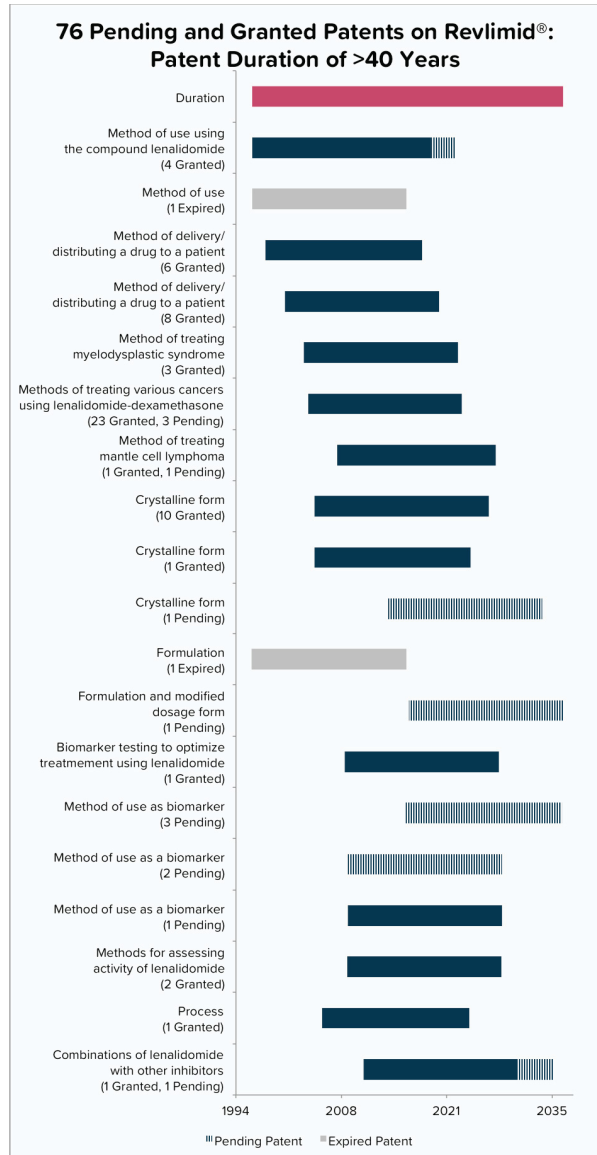 76 Pending and Granted Patents on Revlimid®:
Patent Duration of >40 Years
Duration
Method of use using
the compound lenalidomide
(4 Granted)
Method of use
(1 Expired)
Method of delivery/
distributing a drug to a patient
(6 Granted)
Method of delivery/
distributing a drug to a patient
(8 Granted)
Method of treating
myelodysplastic syndrome
(3 Granted)
Methods of treating various cancers
using lenalidomide-dexamethasone
(23 Granted, 3 Pending)
Method of treating
mantle cell lymphoma
(1 Granted, 1 Pending)
Crystalline form
(10 Granted)
Crystalline form
(1 Granted)
Crystalline form
(1 Pending)
Formulation
(1 Expired)
Formulation and modified
dosage form
(1 Pending)
Biomarker testing to optimize
treatmement using lenalidomide
(1 Granted)
Method of use as biomarker
(3 Pending)
Method of use as a biomarker
(2 Pending)
Method of use as a biomarker
(1 Pending)
Methods for assessing
activity of lenalidomide
(2 Granted)
Process
(1 Granted)
Combinations of lenalidomide
with other inhibitors
(1 Granted, 1 Pending)
1994 2008 2021 2035
Pending Patent Expired Patent